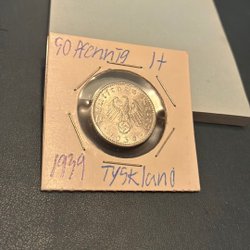 50 Pfennig 1+
1939 Tyskland